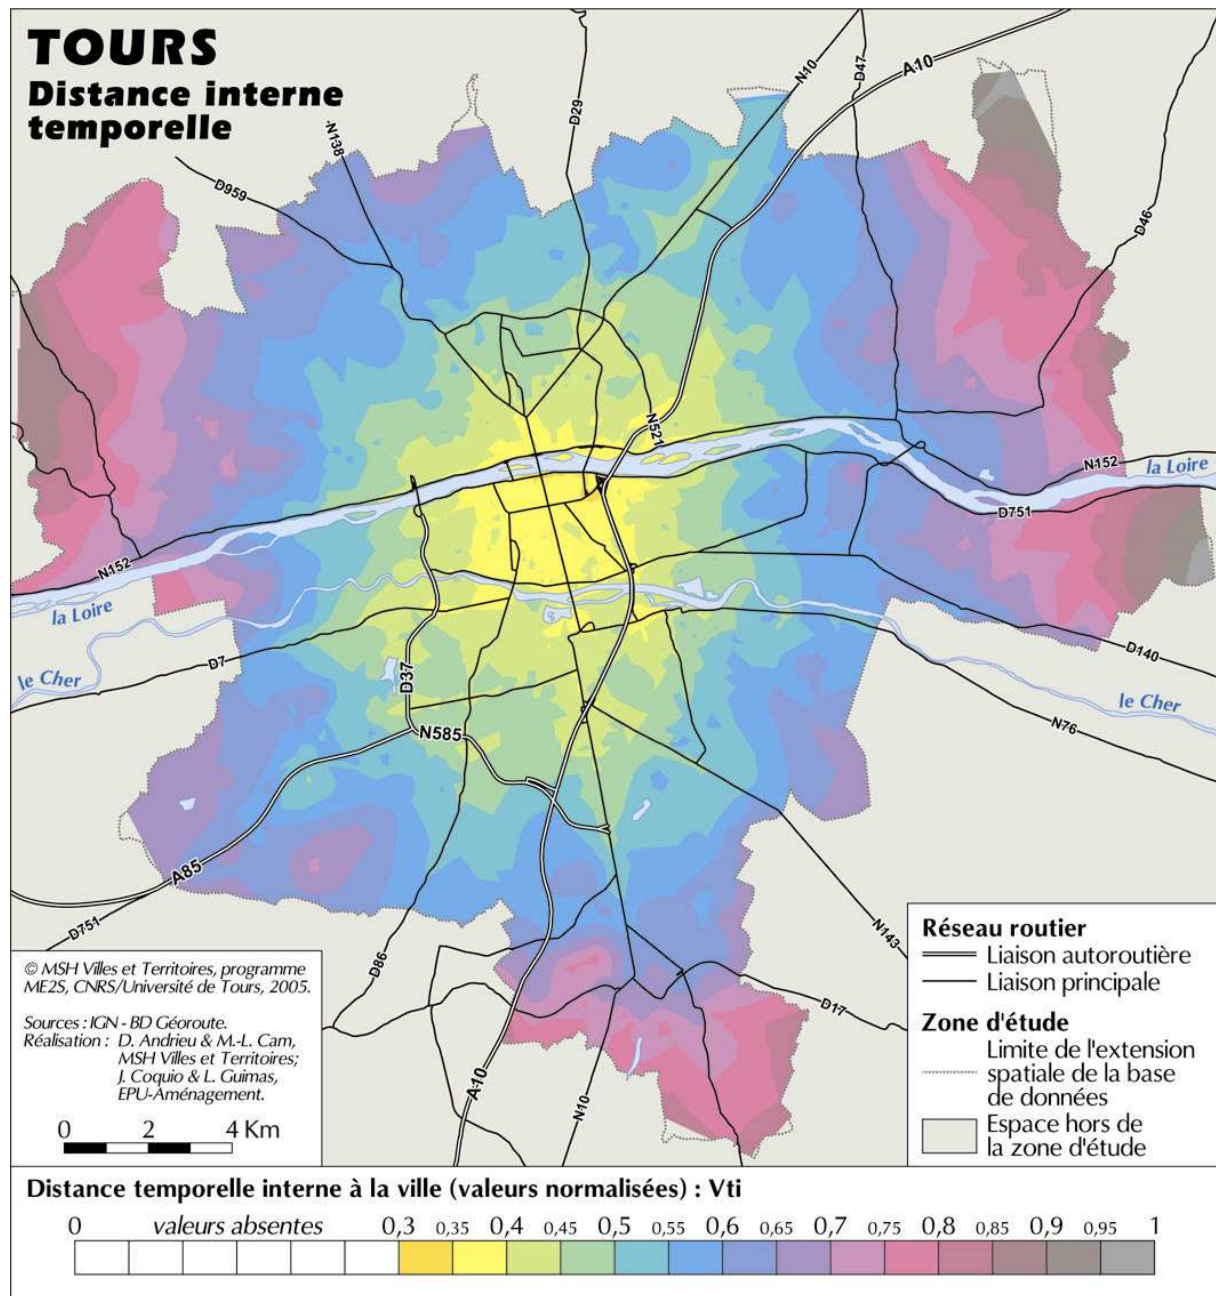 TOURS
Distance interne
temporelle
N138
D959
D29
N10
D47
A10
D46
N521
N152
la Loire
D751
N152
la Loire
D7
le Cher
D37
N585
D140
le Cher
N76
A85
D751
D86
N143
D17
A10
N10
© MSH Villes et Territoires, programme
ME2S, CNRS/Université de Tours, 2005.
Sources : IGN - BD Géoroute.
Réalisation : D. Andrieu & M.-L. Cam,
MSH Villes et Territoires;
J. Coquio & L. Guimas,
EPU-Aménagement.
0 2 4 Km
Réseau routier
Liaison autoroutière
Liaison principale
Zone d'étude
Limite de l'extension
spatiale de la base
de données
Espace hors de
la zone d'étude
Distance temporelle interne à la ville (valeurs normalisées) : Vti
0 valeurs absentes 0,3 0,35 0,4 0,45 0,5 0,55 0,6 0,65 0,7 0,75 0,8 0,85 0,9 0,95 1